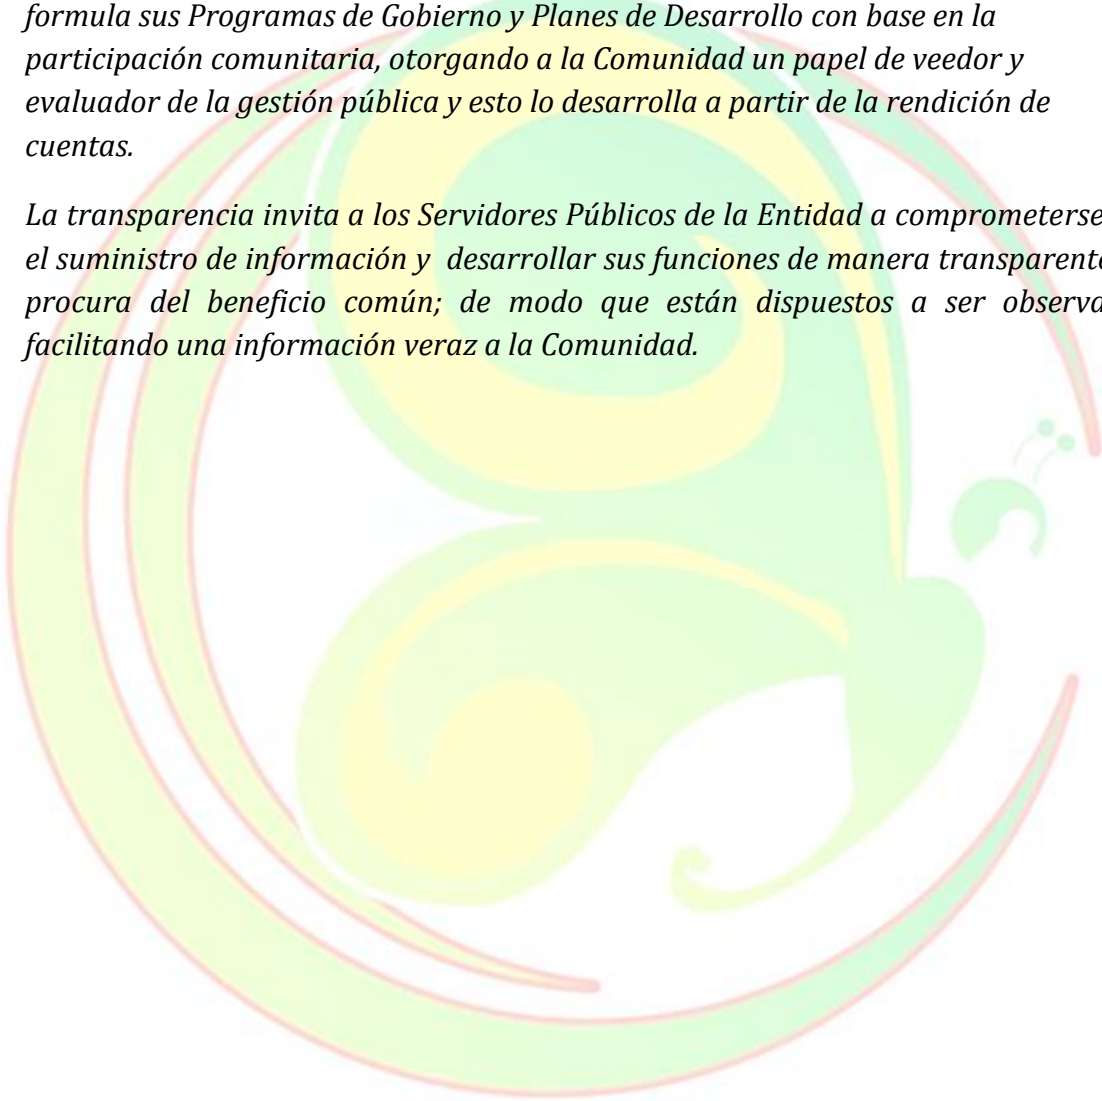 formula sus Programas de Gobierno y Planes de Desarrollo con base en la
participación comunitaria, otorgando a la Comunidad un papel de veedor y
evaluador de la gestión pública y esto lo desarrolla a partir de la rendición de
cuentas.
La transparencia invita a los Servidores Públicos de la Entidad a comprometerse
el suministro de información y desarrollar sus funciones de manera transparente
procura del beneficio común; de modo que están dispuestos a ser observa
facilitando una información veraz a la Comunidad.